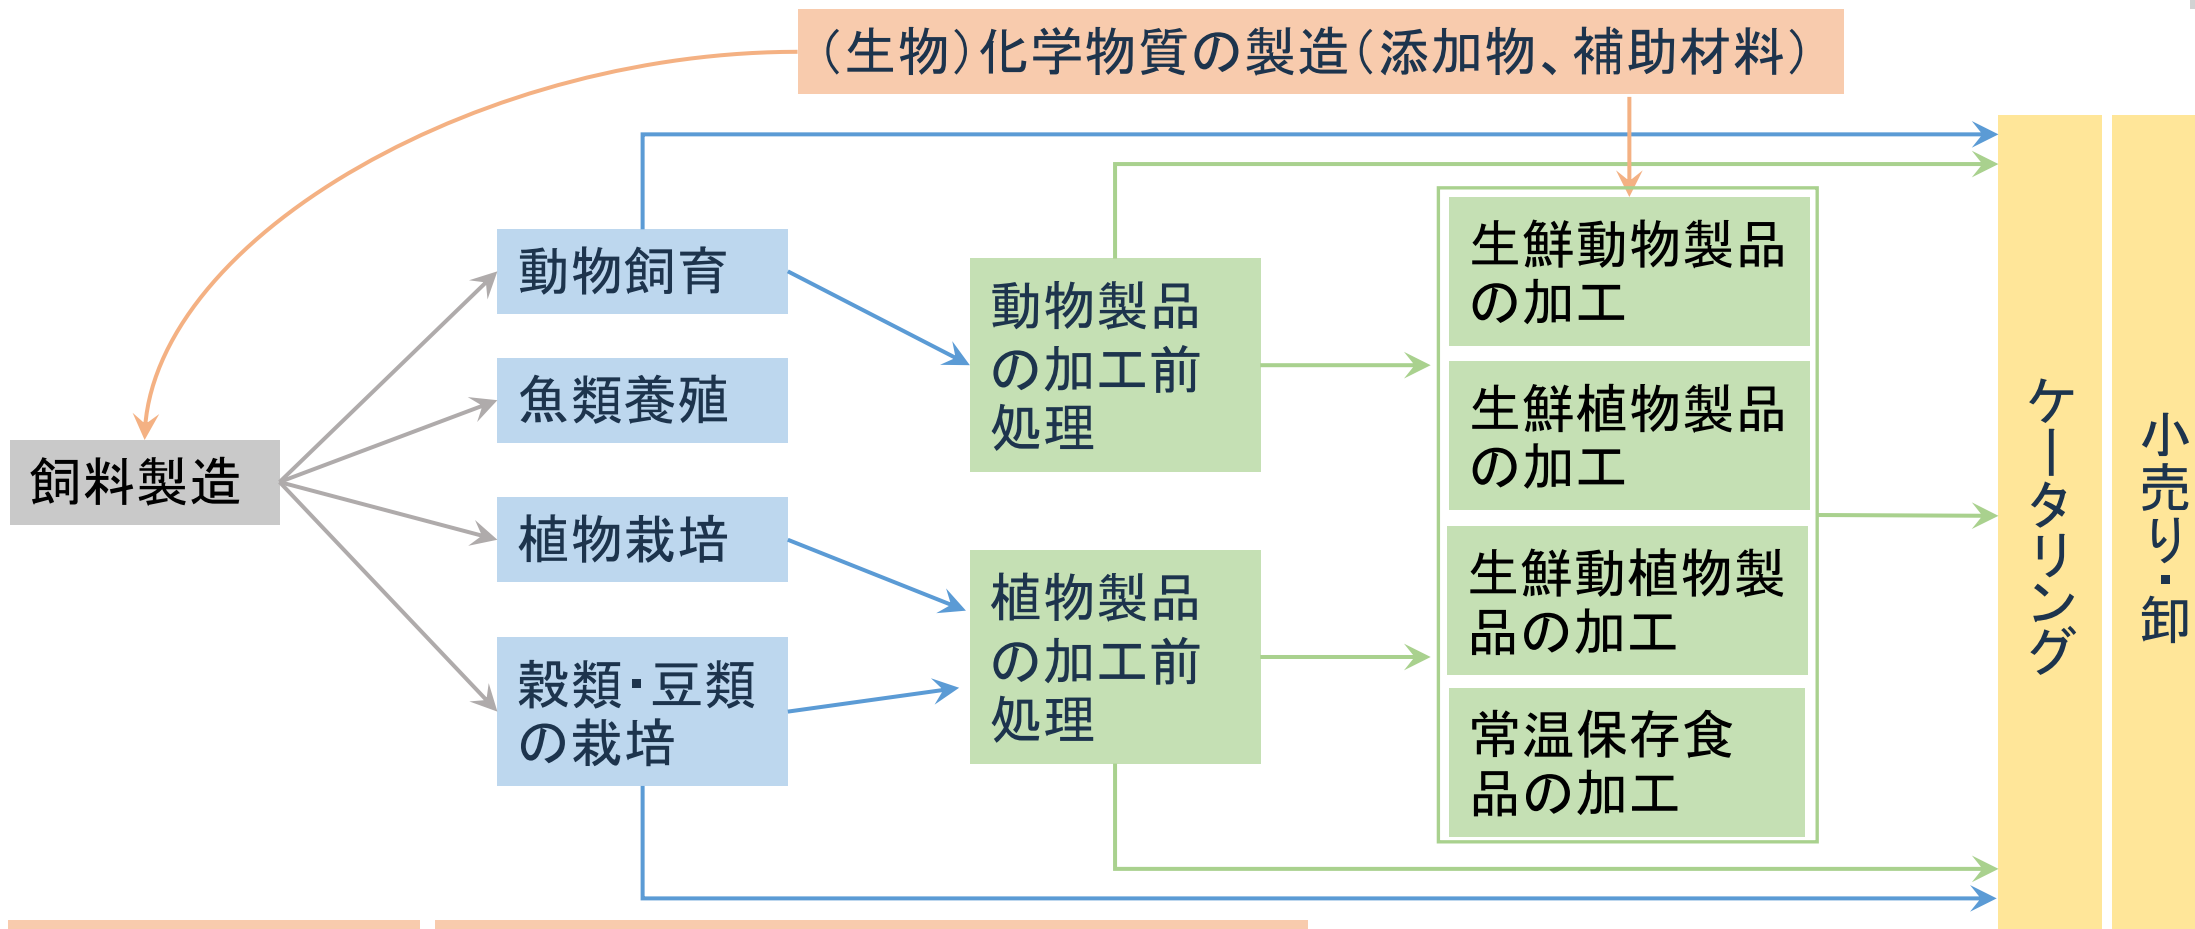 （生物）化学物質の製造（添加物、補助材料）
動物飼育
魚類養殖
飼料製造
植物栽培
穀類・豆類
の栽培
動物製品
の加工前
処理
植物製品
の加工前
処理
生鮮動物製品
の加工
生鮮植物製品
の加工
生鮮動植物製
品の加工
常温保存食
品の加工
ケータリング
小売り・卸